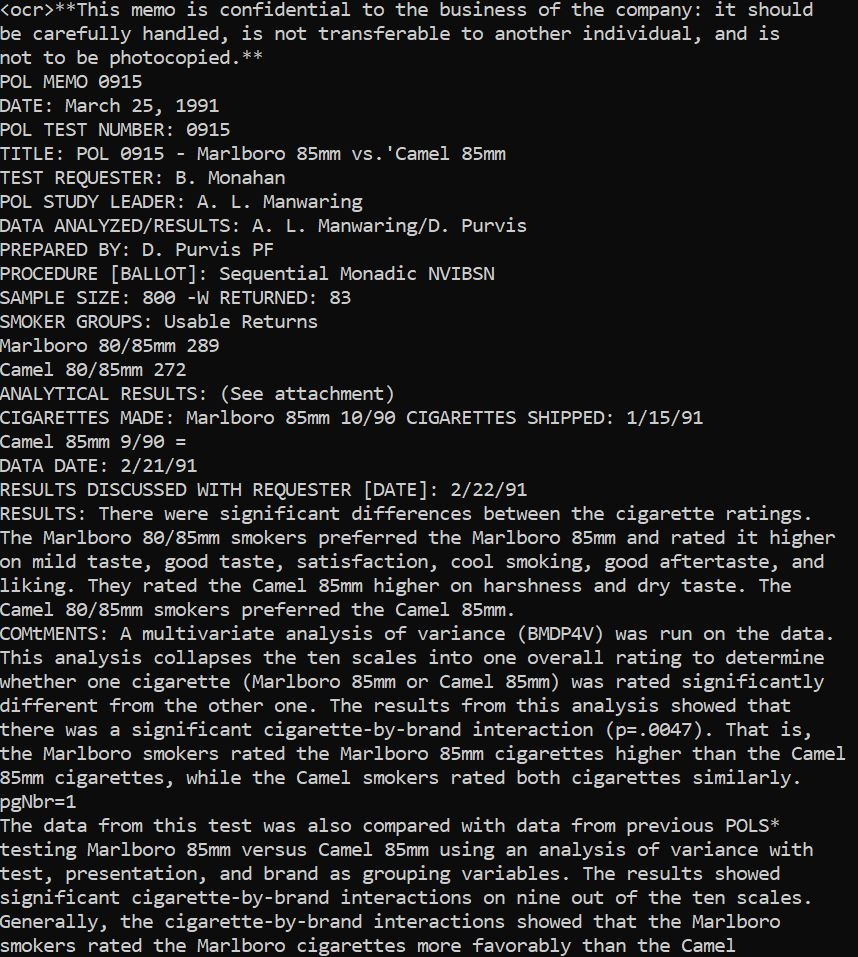 <ocr>**This memo is confidential to the business of the company: it should
be carefully handled, is not transferable to another individual, and is
not to be photocopied.**
POL MEMO 0915
DATE: March 25, 1991
POL TEST NUMBER: 0915
TITLE: POL 0915 - Marlboro 85mm vs.'Camel 85mm
TEST REQUESTER: B. Monahan
POL STUDY LEADER: A. L. Manwaring
DATA ANALYZED/RESULTS: A. L. Manwaring/D. Purvis
PREPARED BY: D. Purvis PF
PROCEDURE [BALLOT]: Sequential Monadic NVIBSN
SAMPLE SIZE: 800 -W RETURNED: 83
SMOKER GROUPS: Usable Returns
Marlboro 80/85mm 289
Camel 80/85mm 272
ANALYTICAL RESULTS: (See attachment)
CIGARETTES MADE: Marlboro 85mm 10/90 CIGARETTES SHIPPED: 1/15/91
Camel 85mm 9/90 =
DATA DATE: 2/21/91
RESULTS DISCUSSED WITH REQUESTER [DATE]: 2/22/91
RESULTS: There were significant differences between the cigarette ratings.
The Marlboro 80/85mm smokers preferred the Marlboro 85mm and rated it higher
on mild taste, good taste, satisfaction, cool smoking, good aftertaste, and
liking. They rated the Camel 85mm higher on harshness and dry taste. The
Camel 80/85mm smokers preferred the Camel 85mm.
COMtMENTS: A multivariate analysis of variance (BMDP4V) was run on the data.
This analysis collapses the ten scales into one overall rating to determine
whether one cigarette (Marlboro 85mm or Camel 85mm) was rated significantly
different from the other one. The results from this analysis showed that
there was a significant cigarette-by-brand interaction (p=.0047). That is,
the Marlboro smokers rated the Marlboro 85mm cigarettes higher than the Camel
85mm cigarettes, while the Camel smokers rated both cigarettes similarly.
pgNbr=1
The data from this test was also compared with data from previous POLS*
testing Marlboro 85mm versus Camel 85mm using an analysis of variance with
test, presentation, and brand as grouping variables. The results showed
significant cigarette-by-brand interactions on nine out of the ten scales.
Generally, the cigarette-by-brand interactions showed that the Marlboro
smokers rated the Marlboro cigarettes more favorably than the Camel